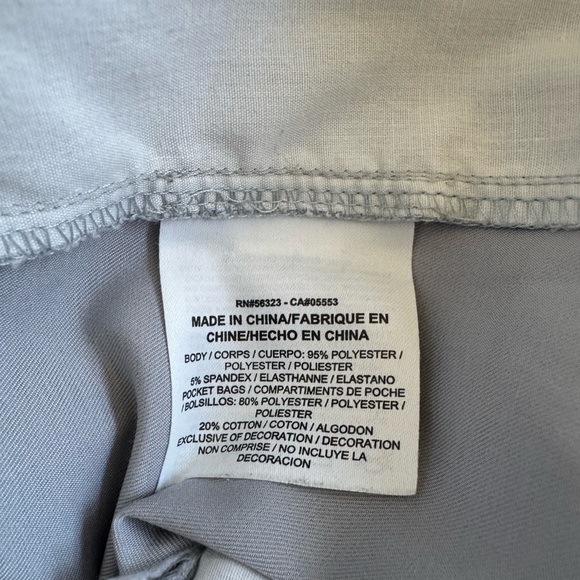 RN#56323 - CA#05553
MADE IN CHINA/FABRIQUE EN
CHINE/HECHO EN CHINA
BODY / CORPS / CUERPO: 95% POLYESTER /
POLYESTER / POLIESTER
5% SPANDEX / ELASTHANNE / ELASTANO
POCKET BAGS / COMPARTIMENTS DE POCHE
/ BOLSILLOS: 80% POLYESTER / POLYESTER /
POLIESTER
20% COTTON / COTON / ALGODON
EXCLUSIVE OF DECORATION / DECORATION
NON COMPRISE / NO INCLUYE LA
DECORACION